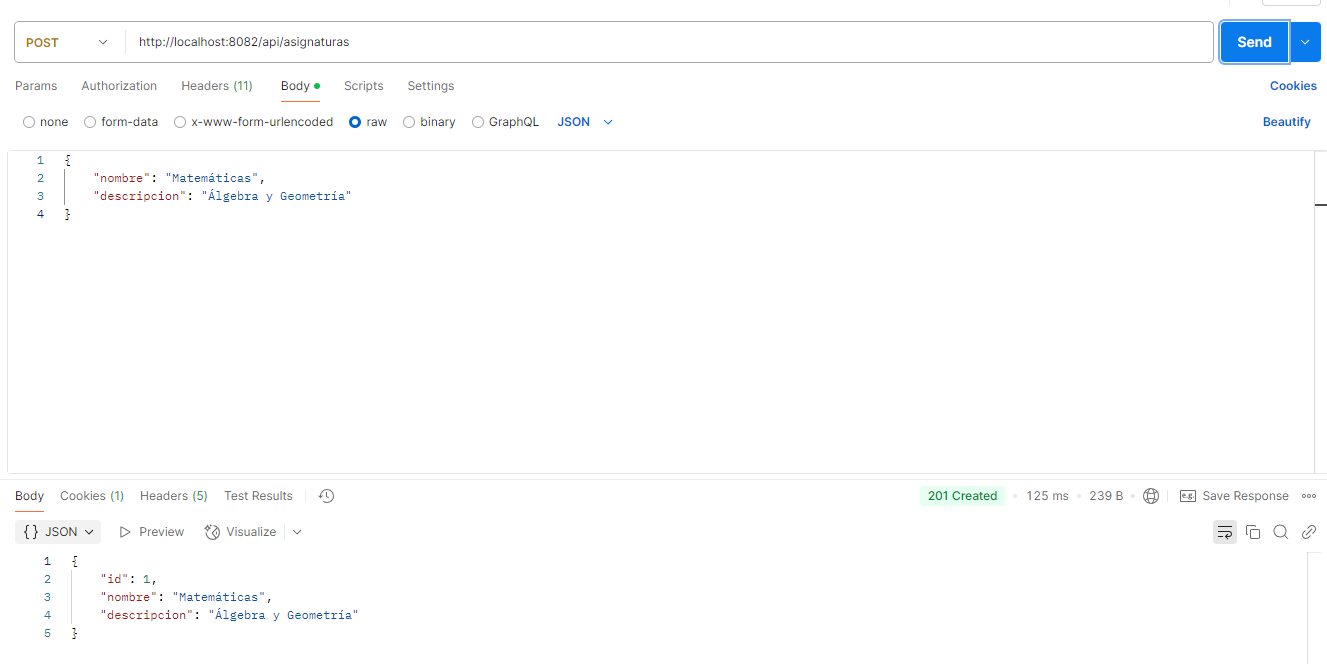 POST http://localhost:8082/api/asignaturas Send
Params Authorization Headers (11) Body Scripts Settings Cookies
none form-data x-www-form-urlencoded raw binary GraphQL JSON Beautify
1 {
2 "nombre": "Matemáticas",
3 "descripcion": "Álgebra y Geometría"
4 }
Body Cookies (1) Headers (5) Test Results 201 Created 125 ms 239 B e.g. Save Response
{} JSON Preview Visualize
1 {
2 "id": 1,
3 "nombre": "Matemáticas",
4 "descripcion": "Álgebra y Geometría"
5 }